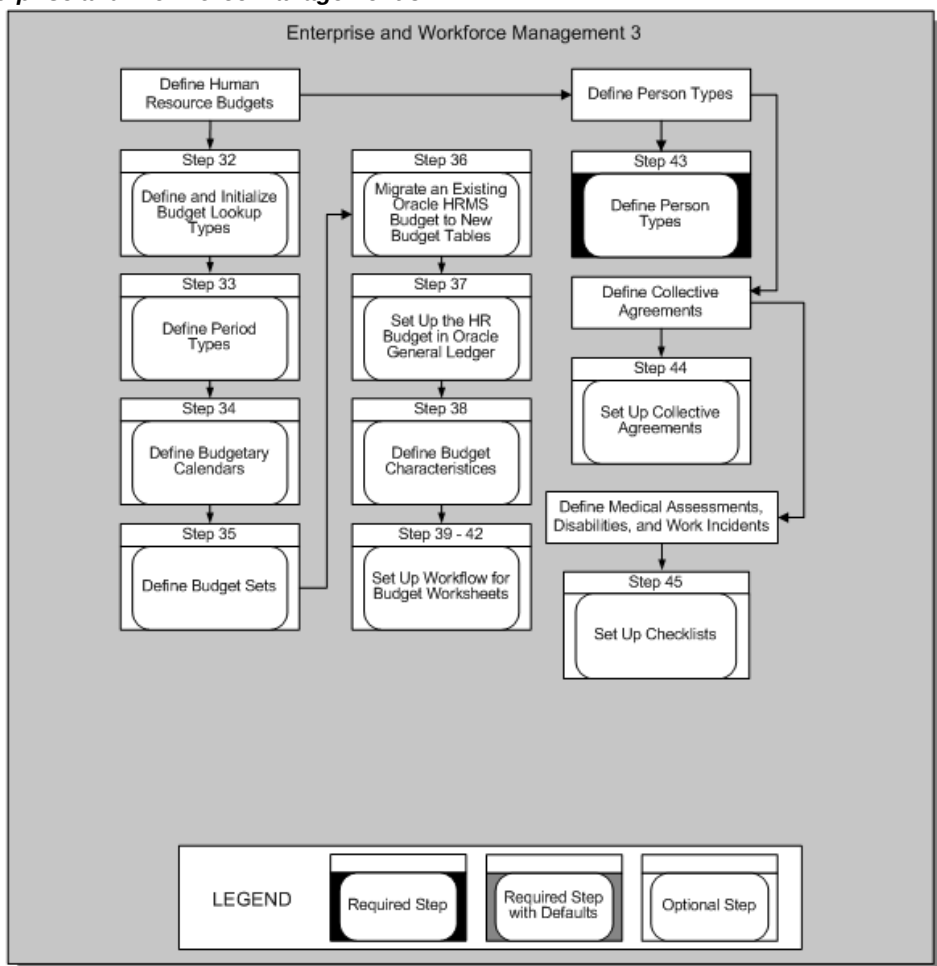 Enterprise and Workforce Management 3
Define Human
Resource Budgets
Define Person Types
Step 32
Define and Initialize
Budget Lookup
Types
Step 33
Define Period
Types
Step 34
Define Budgetary
Calendars
Step 35
Define Budget Sets
Step 36
Migrate an Existing
Oracle HRMS
Budget to New
Budget Tables
Step 37
Set Up the HR
Budget in Oracle
General Ledger
Step 38
Define Budget
Characteristices
Step 39 - 42
Set Up Workflow for
Budget Worksheets
Step 43
Define Person
Types
Define Collective
Agreements
Step 44
Set Up Collective
Agreements
Define Medical Assessments,
Disabilities, and Work Incidents
Step 45
Set Up Checklists
LEGEND
Required Step
Required Step
with Defaults
Optional Step